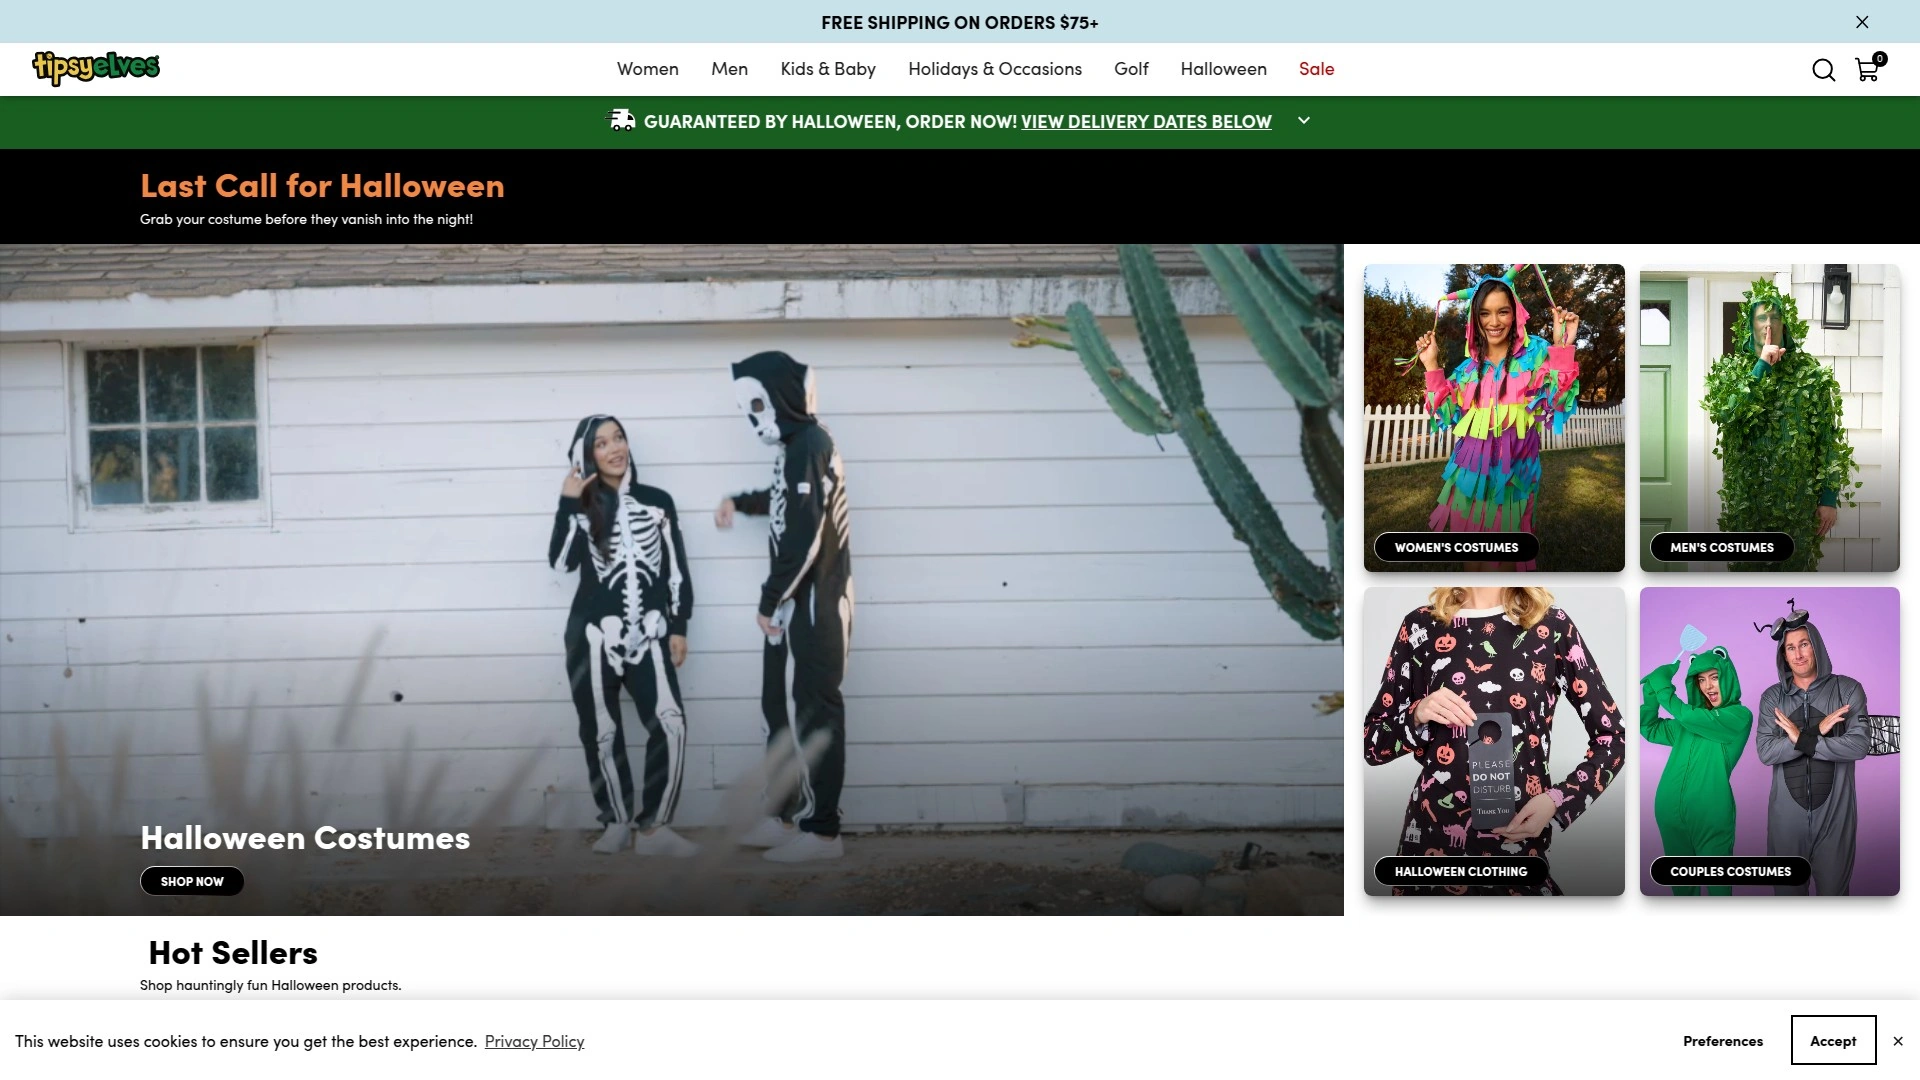 FREE SHIPPING ON ORDERS $75+
tipsyelves
Women
Men
Kids & Baby
Holidays & Occasions
Golf
Halloween
Sale
0
GUARANTEED BY HALLOWEEN, ORDER NOW! VIEW DELIVERY DATES BELOW
Last Call for Halloween
Grab your costume before they vanish into the night!
WOMEN'S COSTUMES
MEN'S COSTUMES
PLEASE
DO NOT
DISTURB
THANK YOU
Halloween Costumes
SHOP NOW
HALLOWEEN CLOTHING
COUPLES COSTUMES
Hot Sellers
Shop hauntingly fun Halloween products.
This website uses cookies to ensure you get the best experience. Privacy Policy
Preferences
Accept